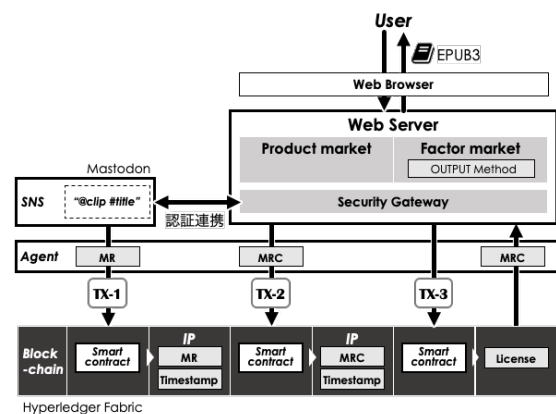 User
EPUB3
Web Browser
Web Server
Product market
Factor market
OUTPUT Method
Mastodon
SNS
"@clip #title"
認証連携
Security Gateway
Agent
MR
MRC
MRC
TX-1
TX-2
TX-3
Block
-chain
Smart
contract
IP
MR
Timestamp
Smart
contract
IP
MRC
Timestamp
Smart
contract
License
Hyperledger Fabric